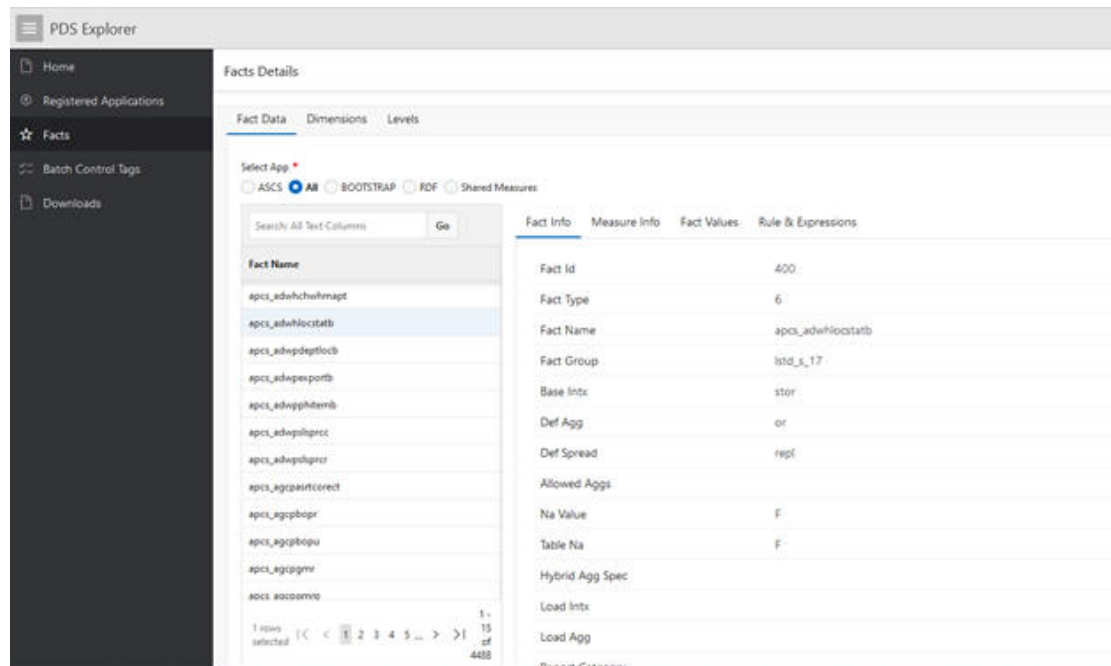 PDS Explorer
Home
Registered Applications
Facts
Batch Control Tags
Downloads
Facts Details
Fact Data Dimensions Levels
Select App *
ASCS All BOOTSTRAP RDF Shared Measures
Search: All Text Columns Go
Fact Name
apcs_adwhchwhmapt
apcs_adwhlocstatb
apcs_adwpdeptlocb
apcs_adwpexportb
apcs_adwpphitemb
apcs_adwpslsprcc
apcs_adwpslsprcr
apcs_agcpasrtcorect
apcs_agcpbopr
apcs_agcpbopu
apcs_agcpgmr
1 rows selected 1 2 3 4 5 ... 1 - 15 of 4488
Fact Info Measure Info Fact Values Rule & Expressions
Fact Id 400
Fact Type 6
Fact Name apcs_adwhlocstatb
Fact Group lstd_s_17
Base Intx stor
Def Agg or
Def Spread repl
Allowed Aggs
Na Value F
Table Na F
Hybrid Agg Spec
Load Intx
Load Agg